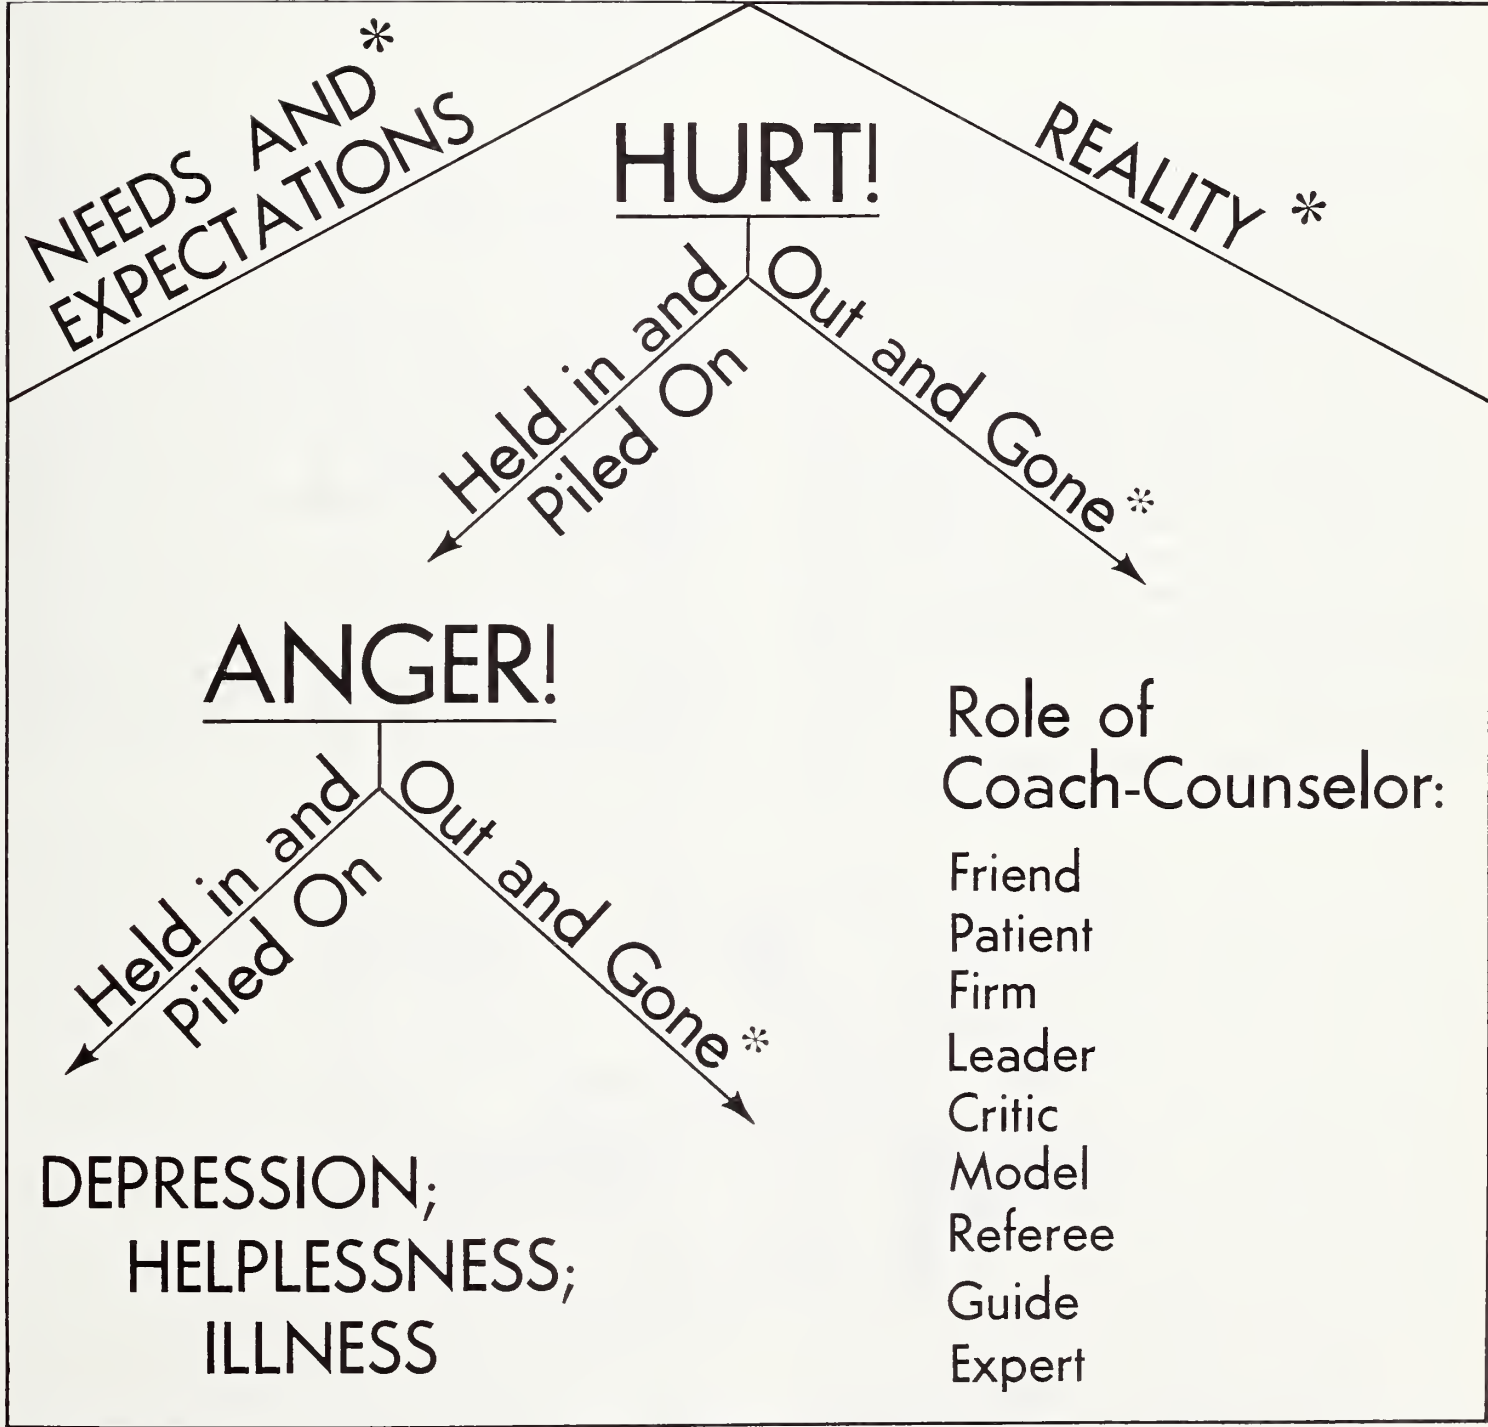 NEEDS AND*
EXPECTATIONS
REALITY *
HURT!
Held in and
Piled On
Out and Gone*
ANGER!
Held in and
Piled On
Out and Gone*
DEPRESSION;
HELPLESSNESS;
ILLNESS
Role of
Coach-Counselor:
Friend
Patient
Firm
Leader
Critic
Model
Referee
Guide
Expert